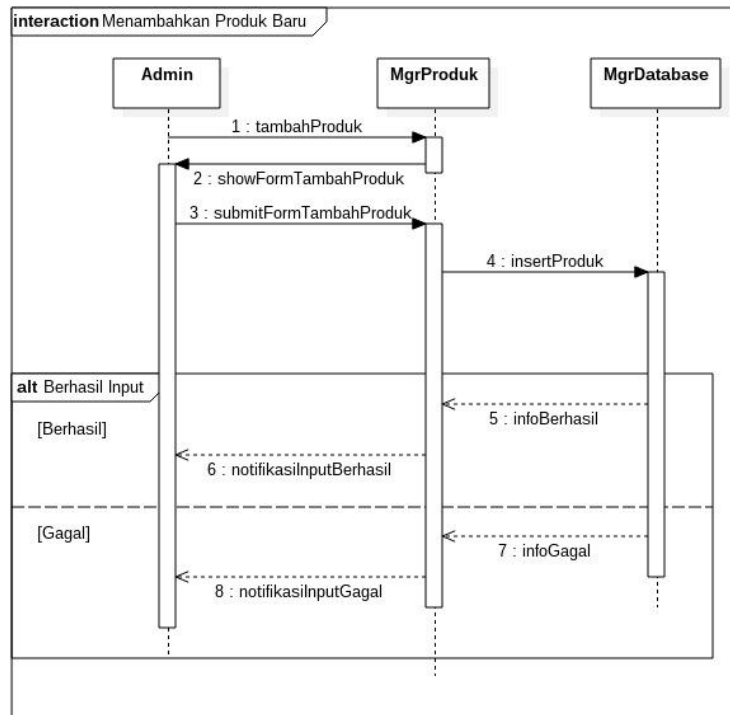 interaction Menambahkan Produk Baru
Admin
MgrProduk
MgrDatabase
1 : tambahProduk
2 : showFormTambahProduk
3 : submitFormTambahProduk
4 : insertProduk
alt Berhasil Input
5 : infoBerhasil
[Berhasil]
6 : notifikasiInputBerhasil
[Gagal]
7 : infoGagal
8 : notifikasiInputGagal